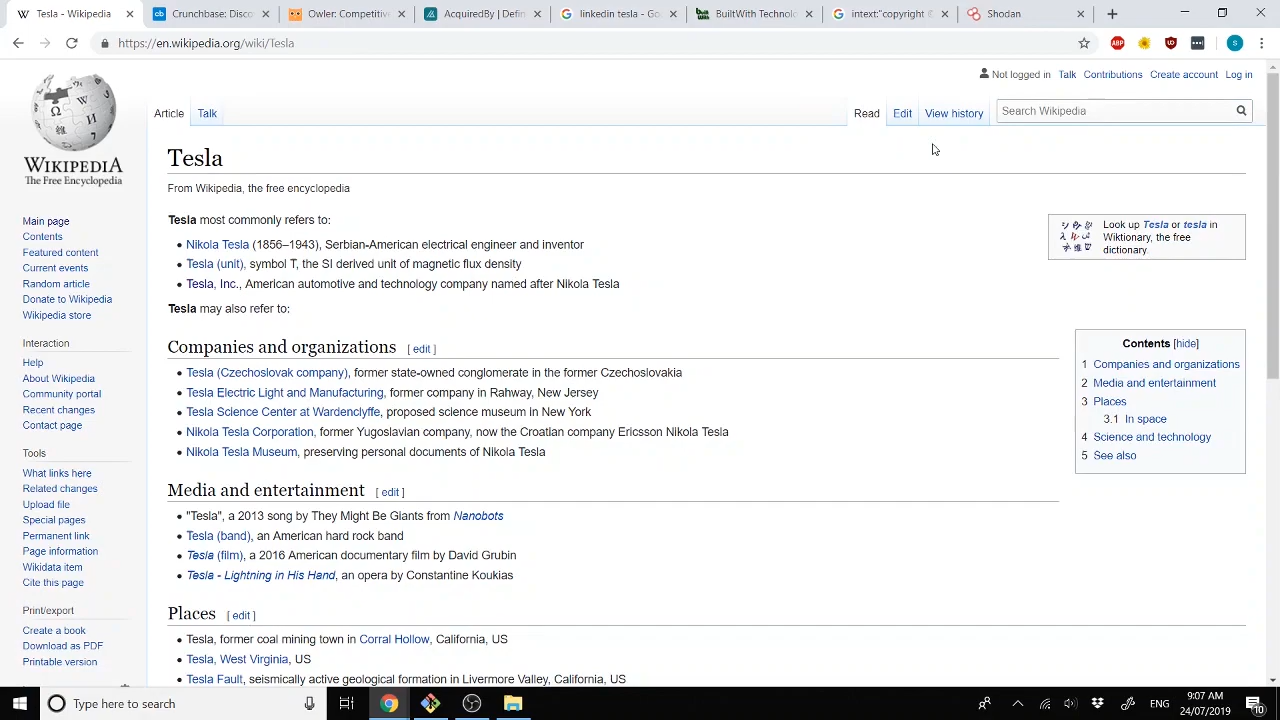 Tesla - Wikipedia
Crunchbase: Disco
Owler: Competitive
AcquiredBy | Defin
linkedin tesla - Go
BuiltWith Technolo
intext:"copyright ©
Shodan
https://en.wikipedia.org/wiki/Tesla
Not logged in Talk Contributions Create account Log in
Article Talk Read Edit View history Search Wikipedia
WIKIPEDIA
The Free Encyclopedia
Main page
Contents
Featured content
Current events
Random article
Donate to Wikipedia
Wikipedia store
Interaction
Help
About Wikipedia
Community portal
Recent changes
Contact page
Tools
What links here
Related changes
Upload file
Special pages
Permanent link
Page information
Wikidata item
Cite this page
Print/export
Create a book
Download as PDF
Printable version
Tesla
From Wikipedia, the free encyclopedia
Tesla most commonly refers to:
• Nikola Tesla (1856–1943), Serbian-American electrical engineer and inventor
• Tesla (unit), symbol T, the SI derived unit of magnetic flux density
• Tesla, Inc., American automotive and technology company named after Nikola Tesla
Tesla may also refer to:
Companies and organizations [ edit ]
• Tesla (Czechoslovak company), former state-owned conglomerate in the former Czechoslovakia
• Tesla Electric Light and Manufacturing, former company in Rahway, New Jersey
• Tesla Science Center at Wardenclyffe, proposed science museum in New York
• Nikola Tesla Corporation, former Yugoslavian company, now the Croatian company Ericsson Nikola Tesla
• Nikola Tesla Museum, preserving personal documents of Nikola Tesla
Media and entertainment [ edit ]
• "Tesla", a 2013 song by They Might Be Giants from Nanobots
• Tesla (band), an American hard rock band
• Tesla (film), a 2016 American documentary film by David Grubin
• Tesla - Lightning in His Hand, an opera by Constantine Koukias
Places [ edit ]
• Tesla, former coal mining town in Corral Hollow, California, US
• Tesla, West Virginia, US
• Tesla Fault, seismically active geological formation in Livermore Valley, California, US
Look up Tesla or tesla in
Wiktionary, the free
dictionary.
Contents [hide]
1 Companies and organizations
2 Media and entertainment
3 Places
3.1 In space
4 Science and technology
5 See also
Type here to search
ENG
9:07 AM
24/07/2019